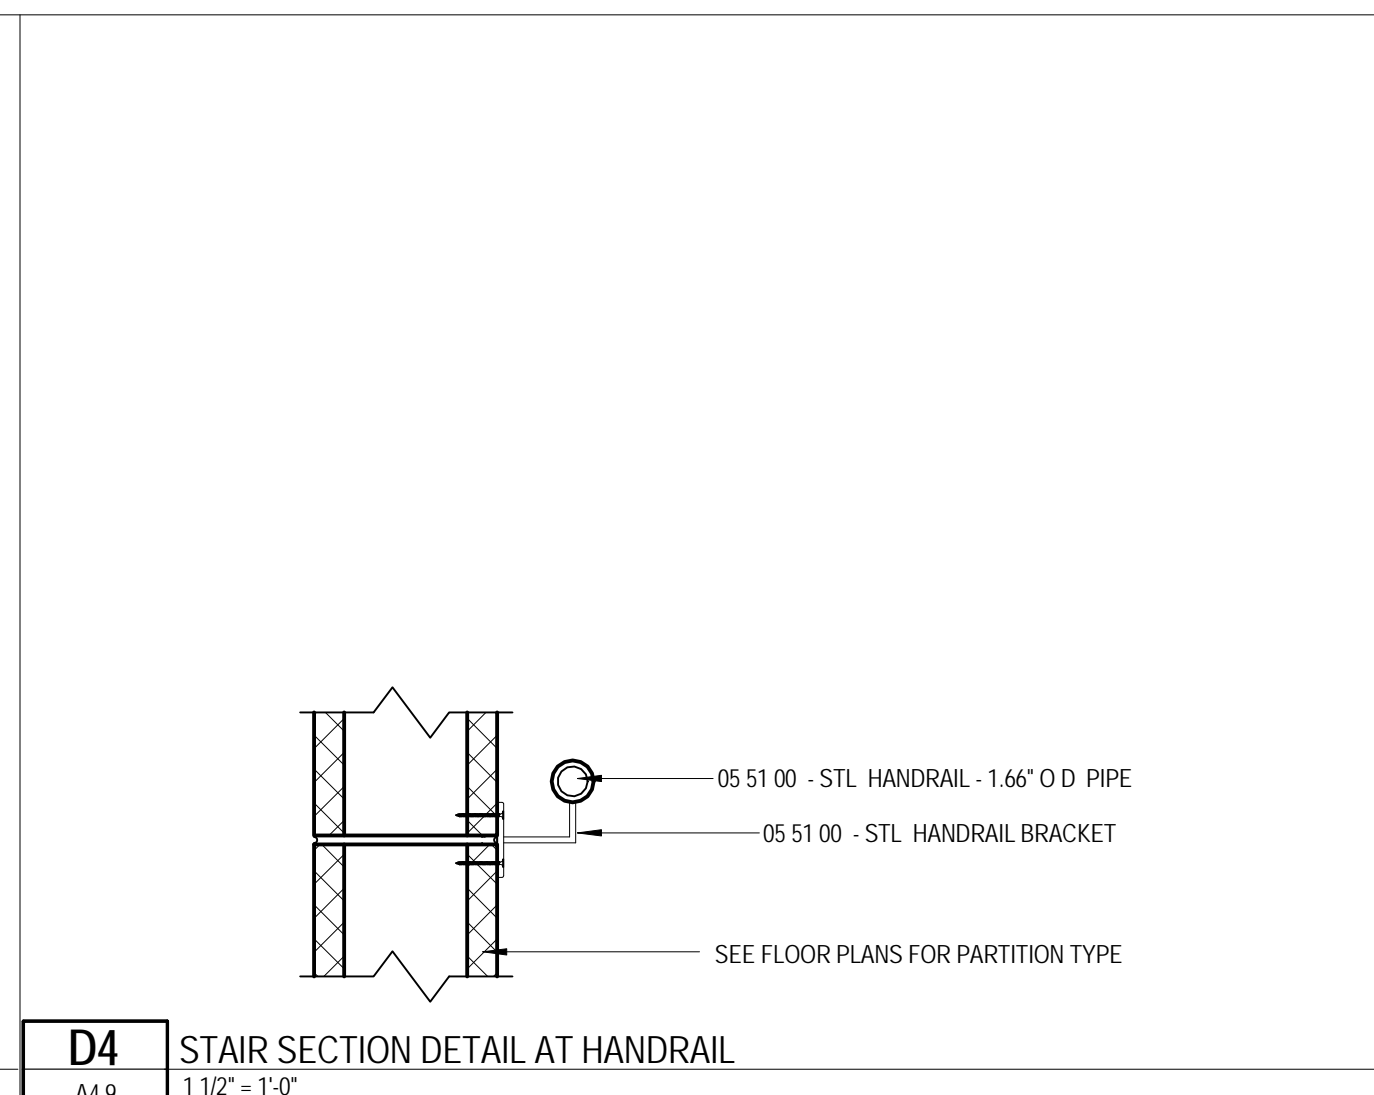 05 51 00 - STL HANDRAIL - 1.66" O D PIPE
05 51 00 - STL HANDRAIL BRACKET
SEE FLOOR PLANS FOR PARTITION TYPE
D4
STAIR SECTION DETAIL AT HANDRAIL
1 1/2" = 1'-0"